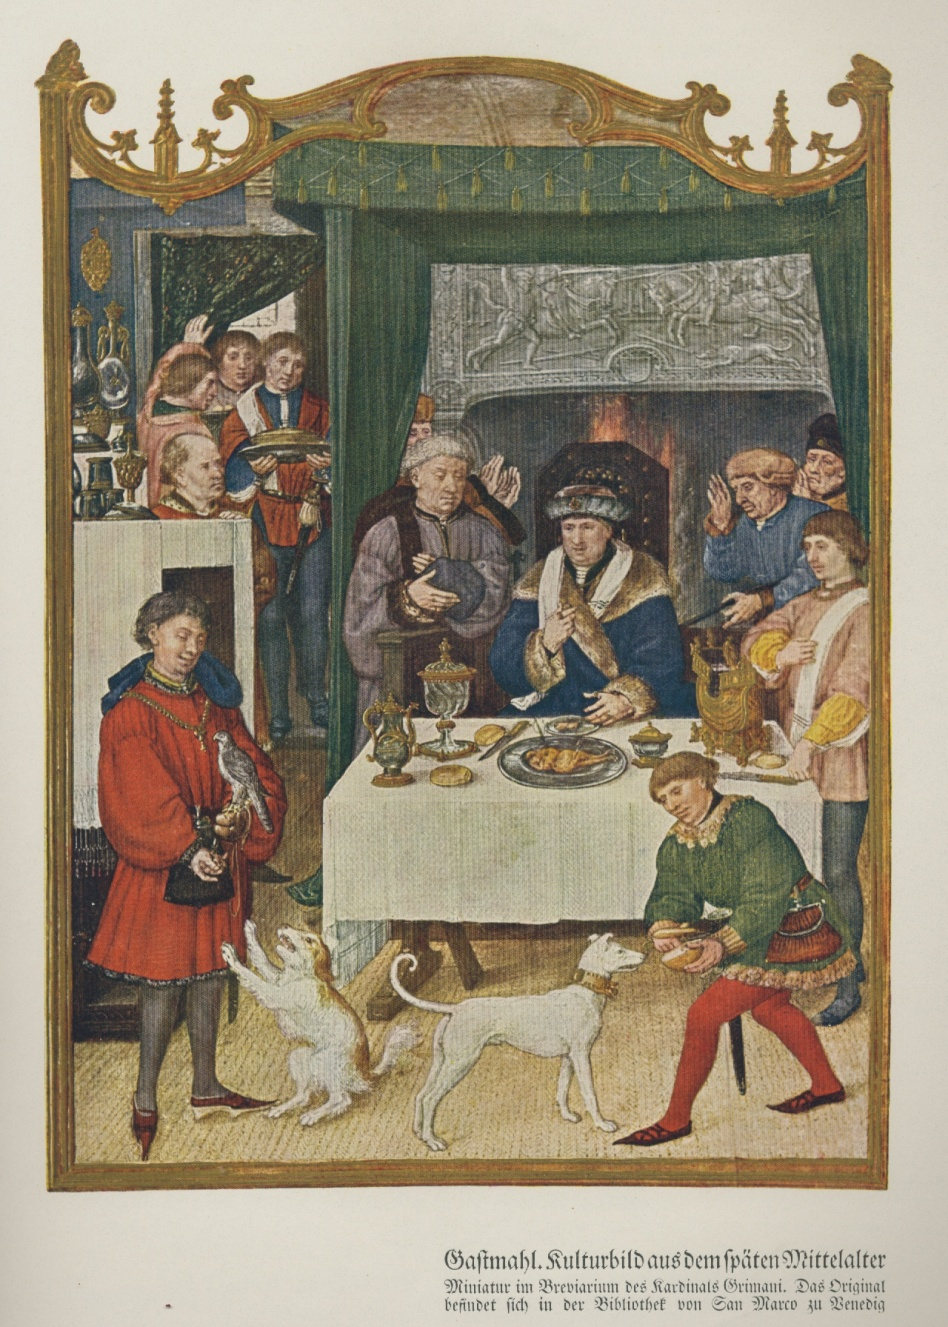 Gastmahl. Kulturbild aus dem späten Mittelalter
Miniatur im Breviarium des Kardinals Grimani. Das Original
befindet sich in der Bibliothek von San Marco zu Venedig